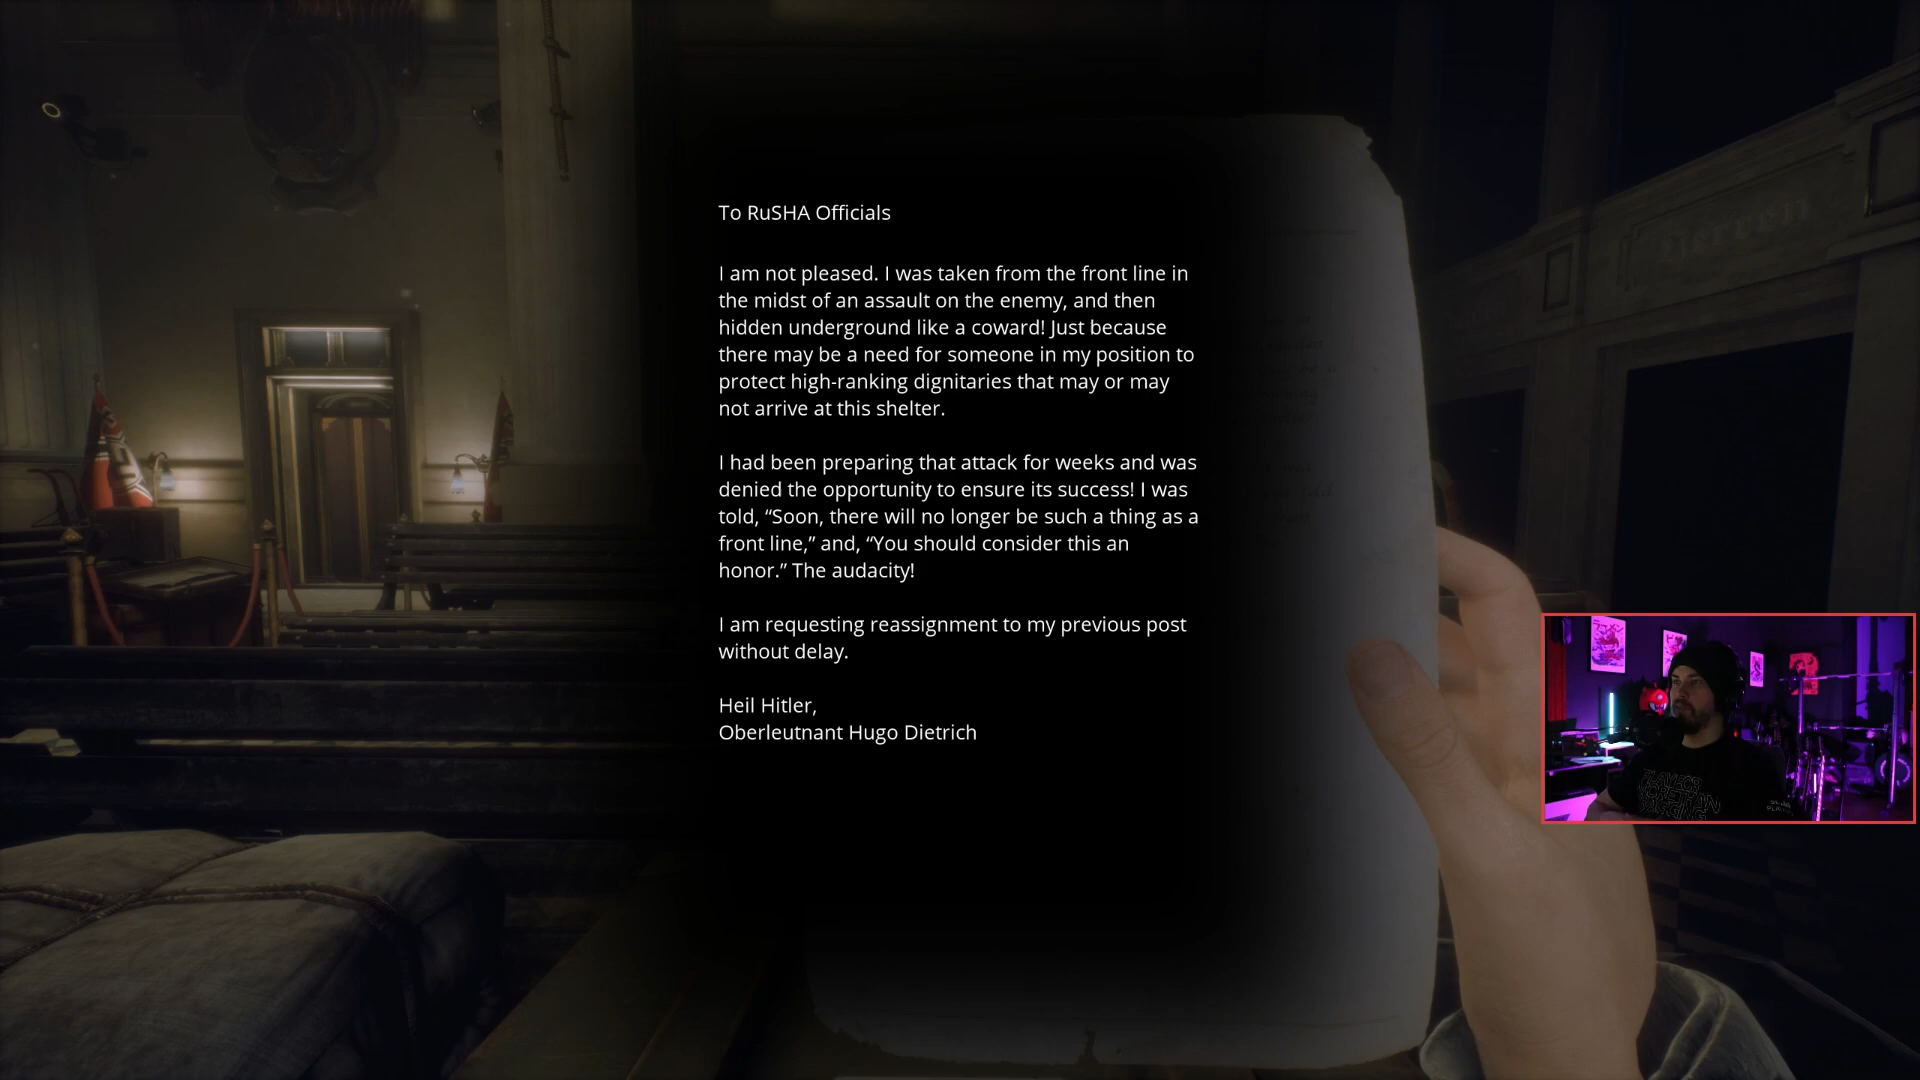 To RuSHA Officials
I am not pleased. I was taken from the front line in
the midst of an assault on the enemy, and then
hidden underground like a coward! Just because
there may be a need for someone in my position to
protect high-ranking dignitaries that may or may
not arrive at this shelter.
I had been preparing that attack for weeks and was
denied the opportunity to ensure its success! I was
told, “Soon, there will no longer be such a thing as a
front line,” and, “You should consider this an
honor.” The audacity!
I am requesting reassignment to my previous post
without delay.
Heil Hitler,
Oberleutnant Hugo Dietrich